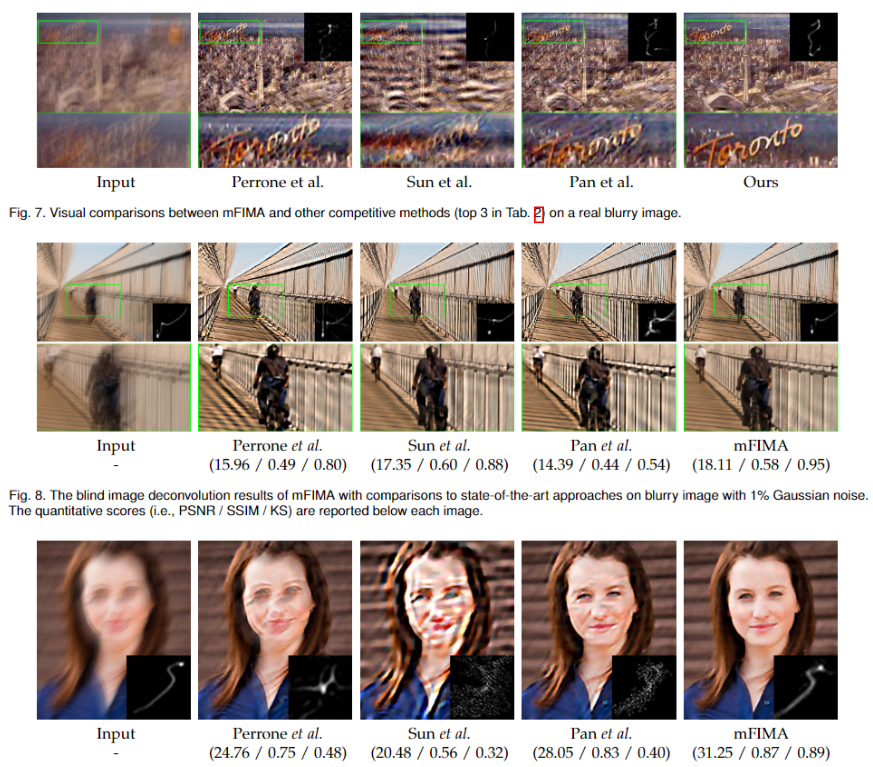 Toronto
Toronto
Toronto
Input
Perrone et al.
Sun et al.
Pan et al.
Ours
Fig. 7. Visual comparisons between mFIMA and other competitive methods (top 3 in Tab. 2) on a real blurry image.
Input
Perrone et al.
Sun et al.
Pan et al.
mFIMA
-
(15.96 / 0.49 / 0.80)
(17.35 / 0.60 / 0.88)
(14.39 / 0.44 / 0.54)
(18.11 / 0.58 / 0.95)
Fig. 8. The blind image deconvolution results of mFIMA with comparisons to state-of-the-art approaches on blurry image with 1% Gaussian noise.
The quantitative scores (i.e., PSNR / SSIM / KS) are reported below each image.
Input
Perrone et al.
Sun et al.
Pan et al.
mFIMA
-
(24.76 / 0.75 / 0.48)
(20.48 / 0.56 / 0.32)
(28.05 / 0.83 / 0.40)
(31.25 / 0.87 / 0.89)